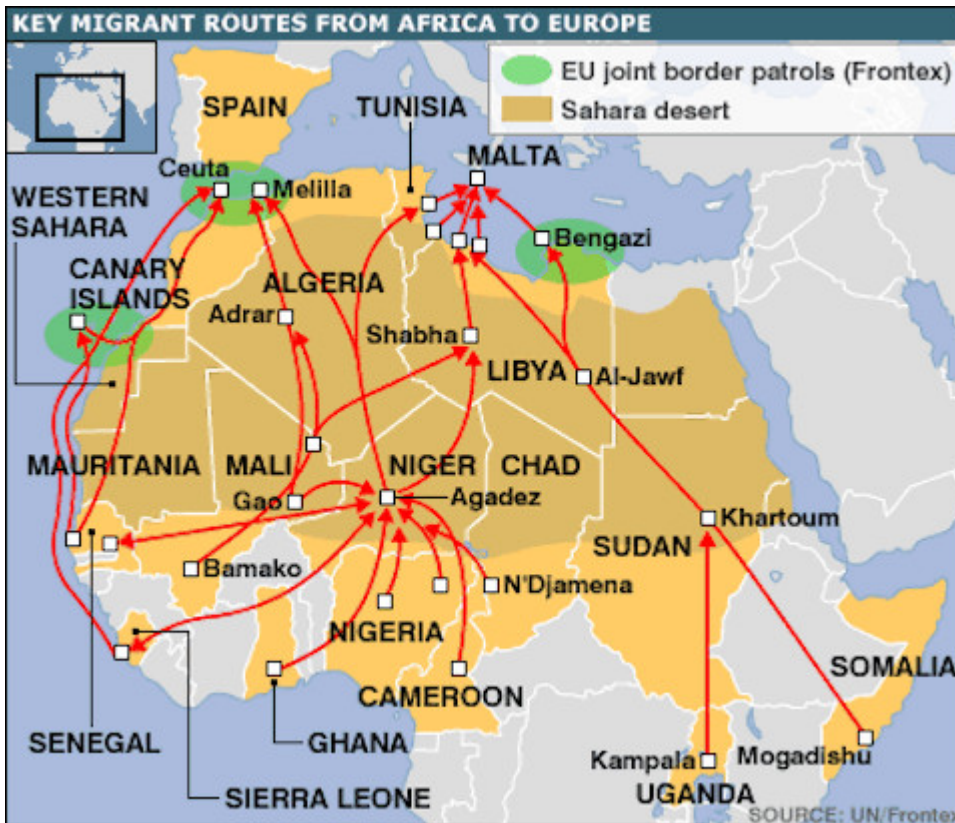 KEY MIGRANT ROUTES FROM AFRICA TO EUROPE
EU joint border patrols (Frontex)
Sahara desert
SPAIN
TUNISIA
MALTA
Ceuta
Melilla
WESTERN
SAHARA
Bengazi
CANARY
ISLANDS
ALGERIA
Adrar
Shabha
LIBYA
Al-Jawf
MAURITANIA
MALI
NIGER
CHAD
Gao
Agadez
Khartoum
SUDAN
Bamako
N'Djamena
NIGERIA
SOMALIA
CAMEROON
SENEGAL
GHANA
Kampala
Mogadishu
UGANDA
SIERRA LEONE
SOURCE: UN/Frontex